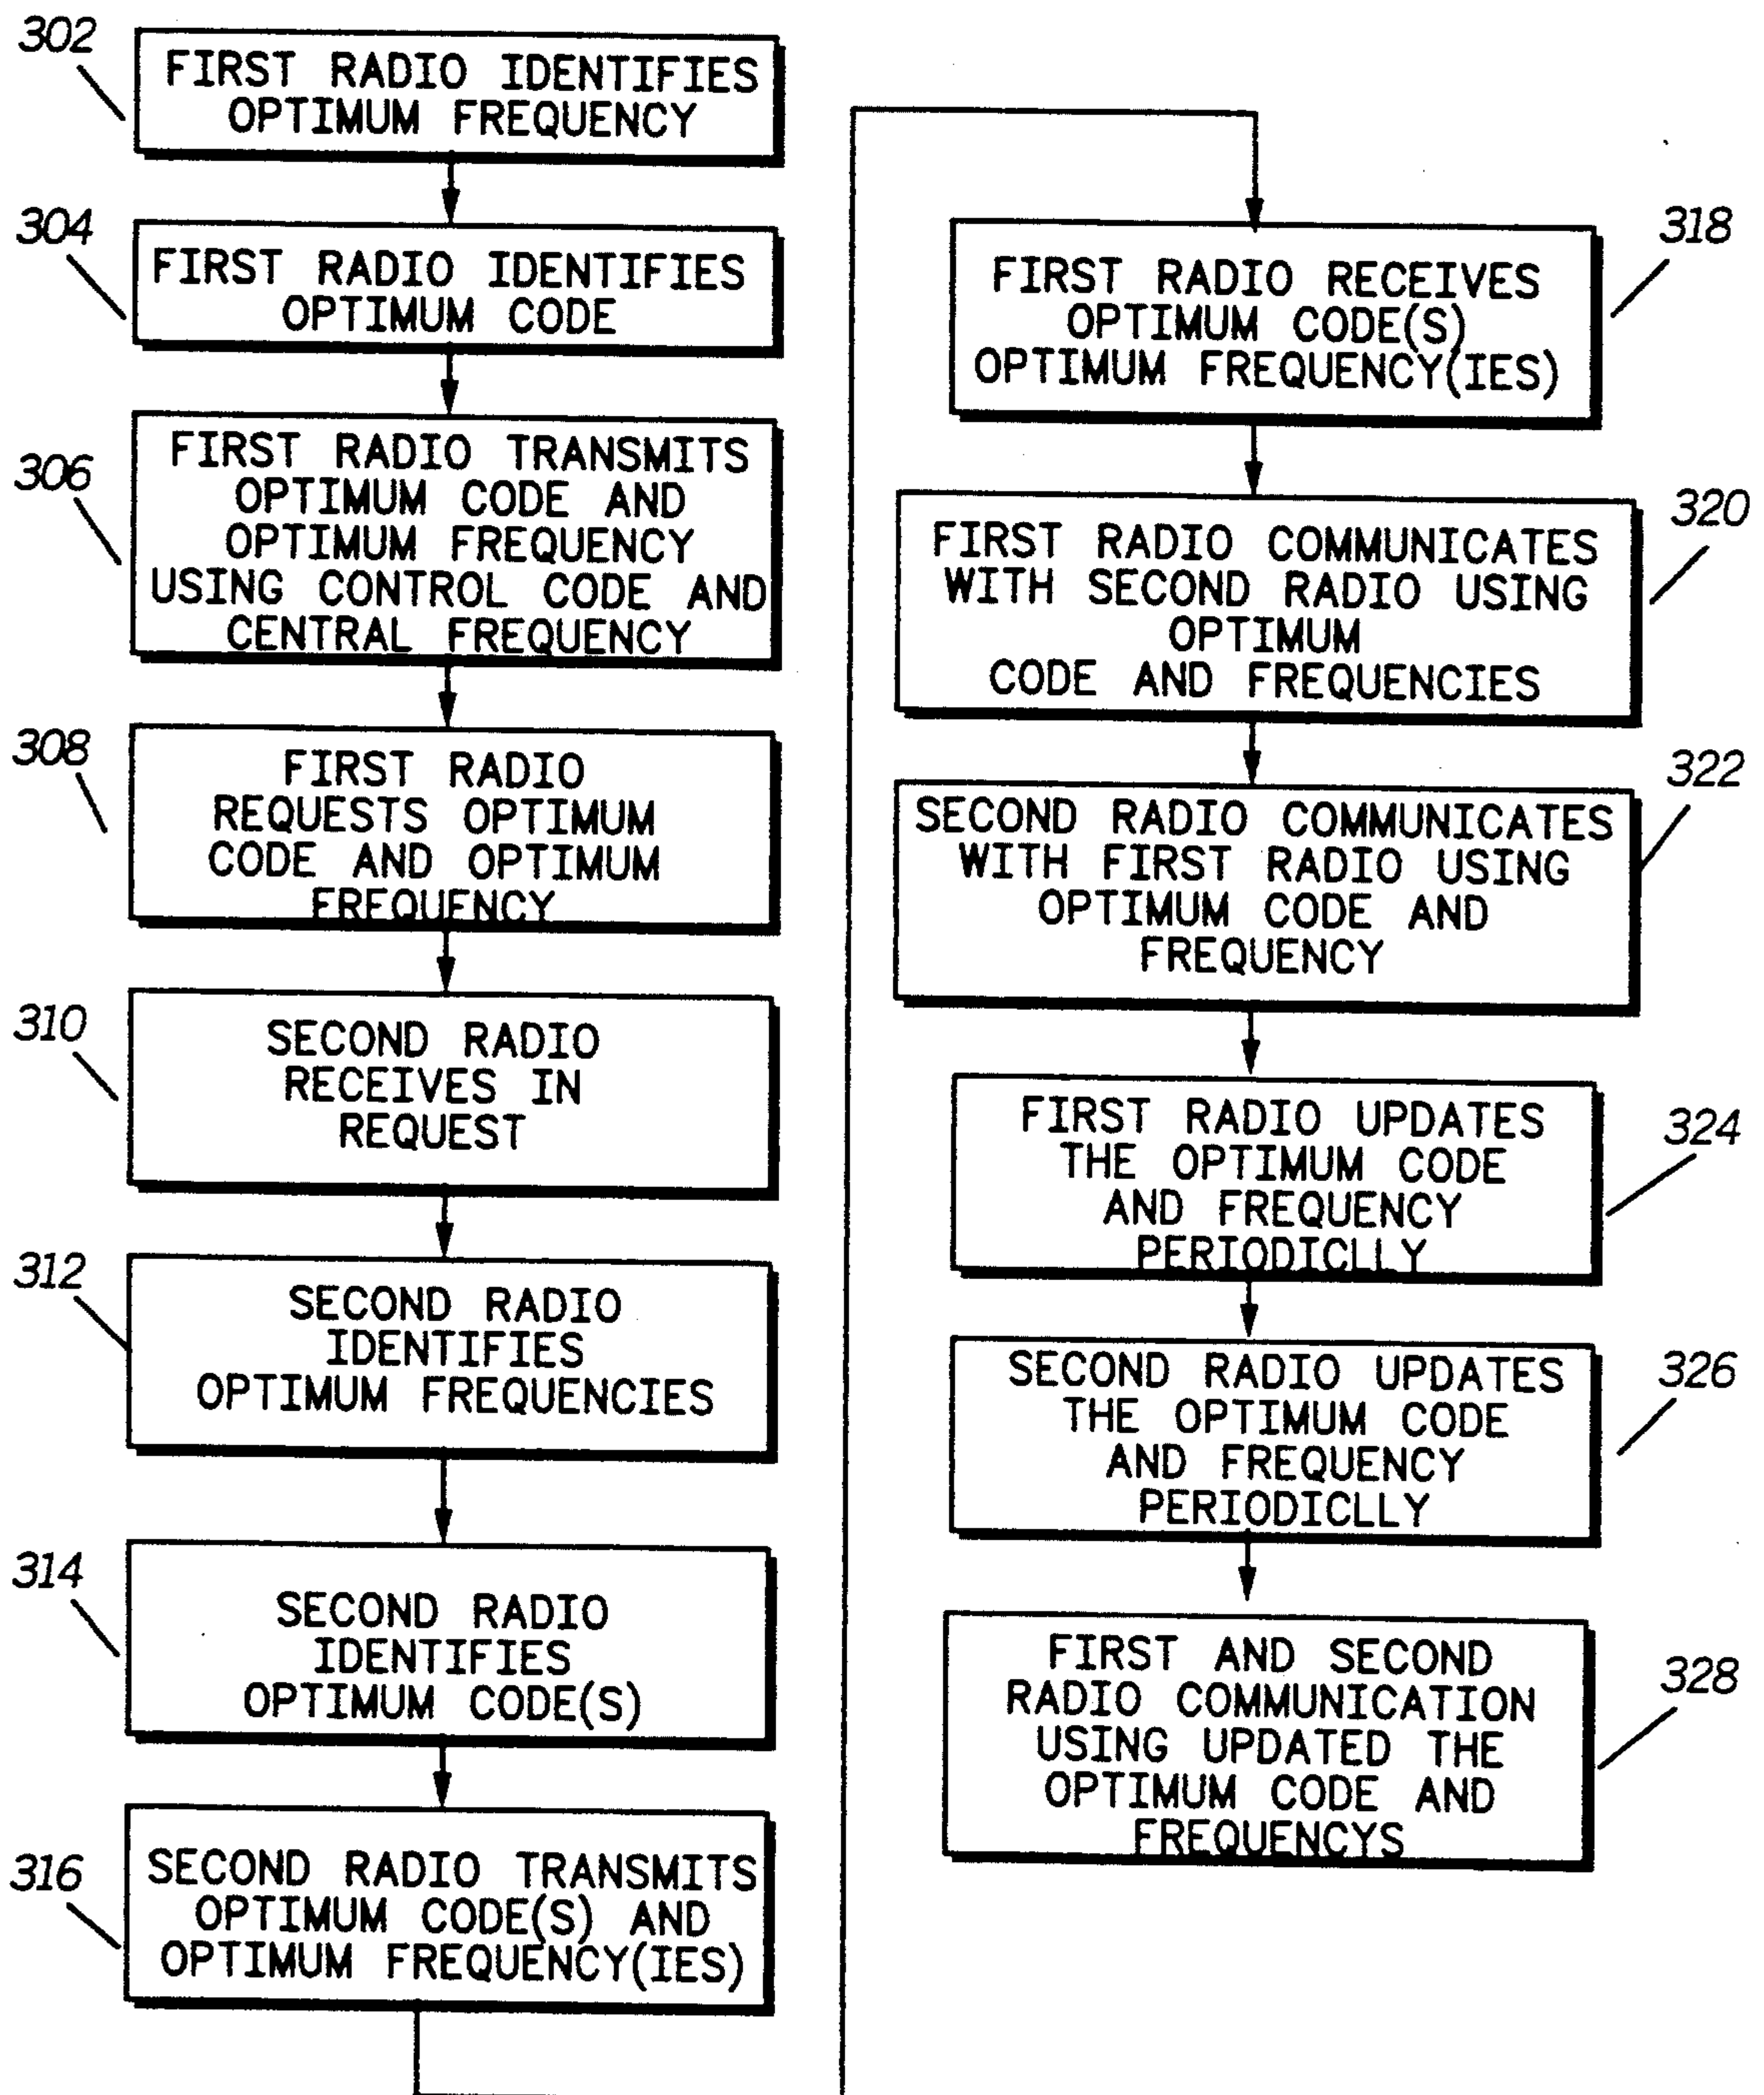 302
FIRST RADIO IDENTIFIES
OPTIMUM FREQUENCY
304
FIRST RADIO IDENTIFIES
OPTIMUM CODE
306
FIRST RADIO TRANSMITS
OPTIMUM CODE AND
OPTIMUM FREQUENCY
USING CONTROL CODE AND
CENTRAL FREQUENCY
308
FIRST RADIO
REQUESTS OPTIMUM
CODE AND OPTIMUM
FREQUENCY
310
SECOND RADIO
RECEIVES IN
REQUEST
312
SECOND RADIO
IDENTIFIES
OPTIMUM FREQUENCIES
314
SECOND RADIO
IDENTIFIES
OPTIMUM CODE(S)
316
SECOND RADIO TRANSMITS
OPTIMUM CODE(S) AND
OPTIMUM FREQUENCY(IES)
318
FIRST RADIO RECEIVES
OPTIMUM CODE(S)
OPTIMUM FREQUENCY(IES)
320
FIRST RADIO COMMUNICATES
WITH SECOND RADIO USING
OPTIMUM
CODE AND FREQUENCIES
322
SECOND RADIO COMMUNICATES
WITH FIRST RADIO USING
OPTIMUM CODE AND
FREQUENCY
324
FIRST RADIO UPDATES
THE OPTIMUM CODE
AND FREQUENCY
PERIODICLLY
326
SECOND RADIO UPDATES
THE OPTIMUM CODE
AND FREQUENCY
PERIODICLLY
328
FIRST AND SECOND
RADIO COMMUNICATION
USING UPDATED THE
OPTIMUM CODE AND
FREQUENCYS